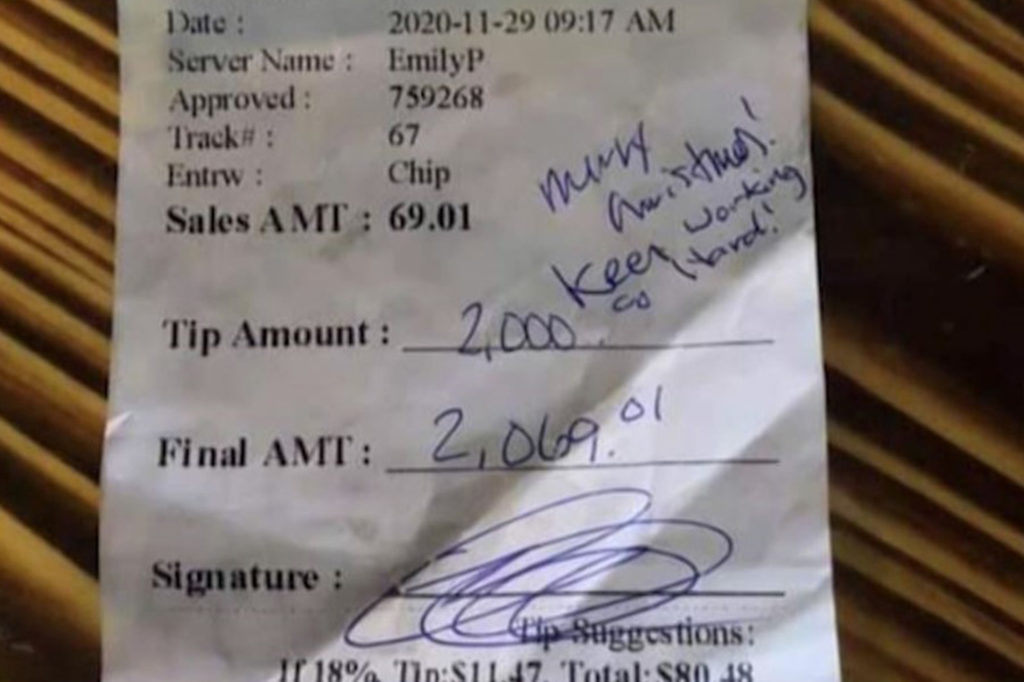 Date : 2020-11-29 09:17 AM
Server Name : EmilyP
Approved : 759268
Track# : 67
Entrw : Chip
Sales AMT : 69.01
Merry
Christmas!
Keep working
Hard!
Tip Amount : 2,000.00
Final AMT : 2,069.01
Signature :
Tip Suggestions:
If 18%, Tip:$11.47, Total:$80.48